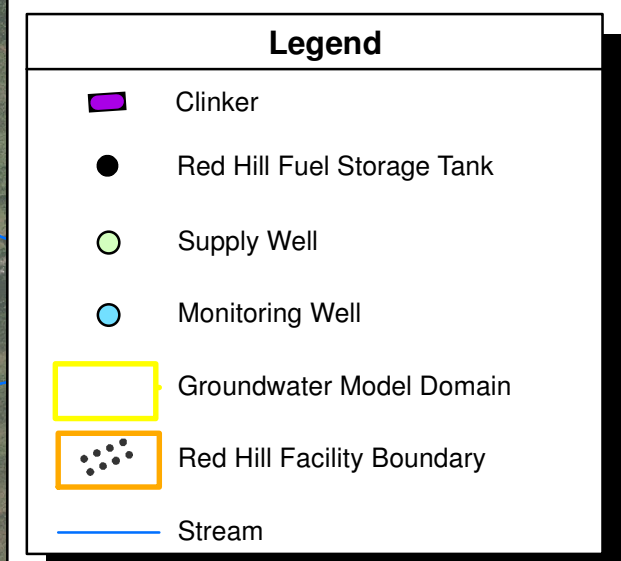 Legend
Clinker
Red Hill Fuel Storage Tank
Supply Well
Monitoring Well
Groundwater Model Domain
Red Hill Facility Boundary
Stream